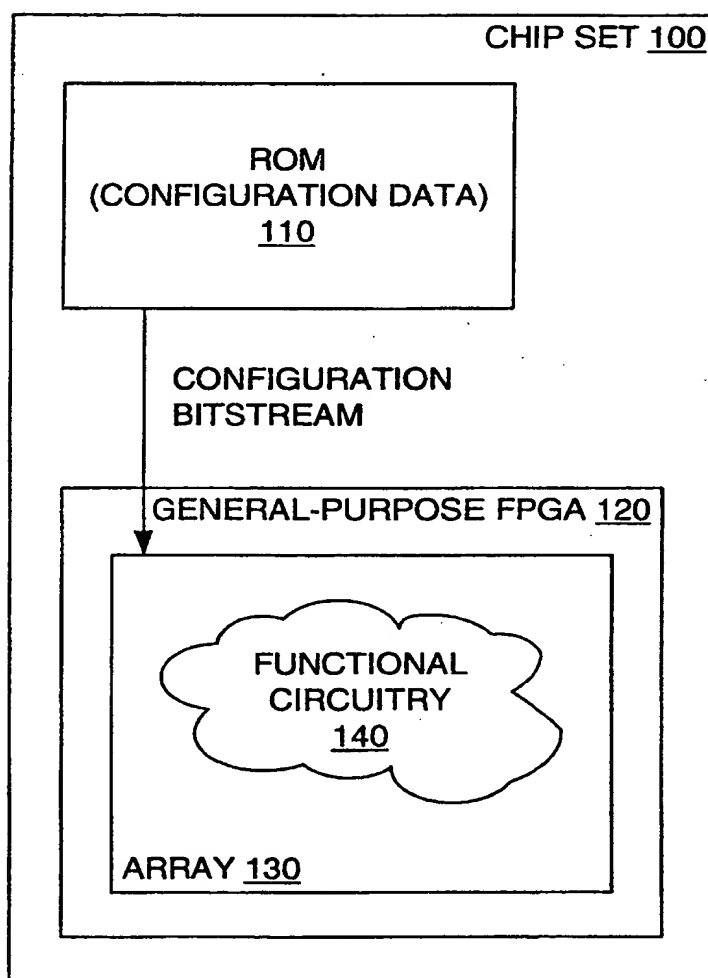 CHIP SET 100
ROM
(CONFIGURATION DATA)
110
CONFIGURATION
BITSTREAM
GENERAL-PURPOSE FPGA 120
FUNCTIONAL
CIRCUITRY
140
ARRAY 130